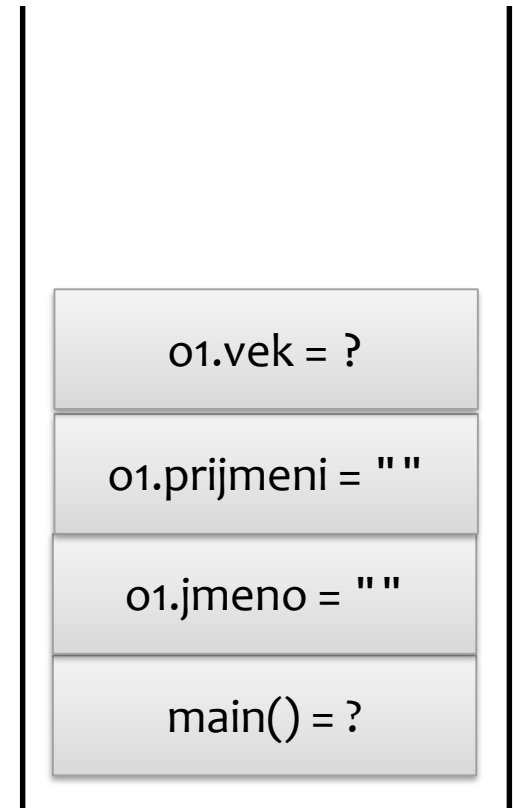 o1.vek = ?
o1.prijmeni = ""
o1.jmeno = ""
main() = ?